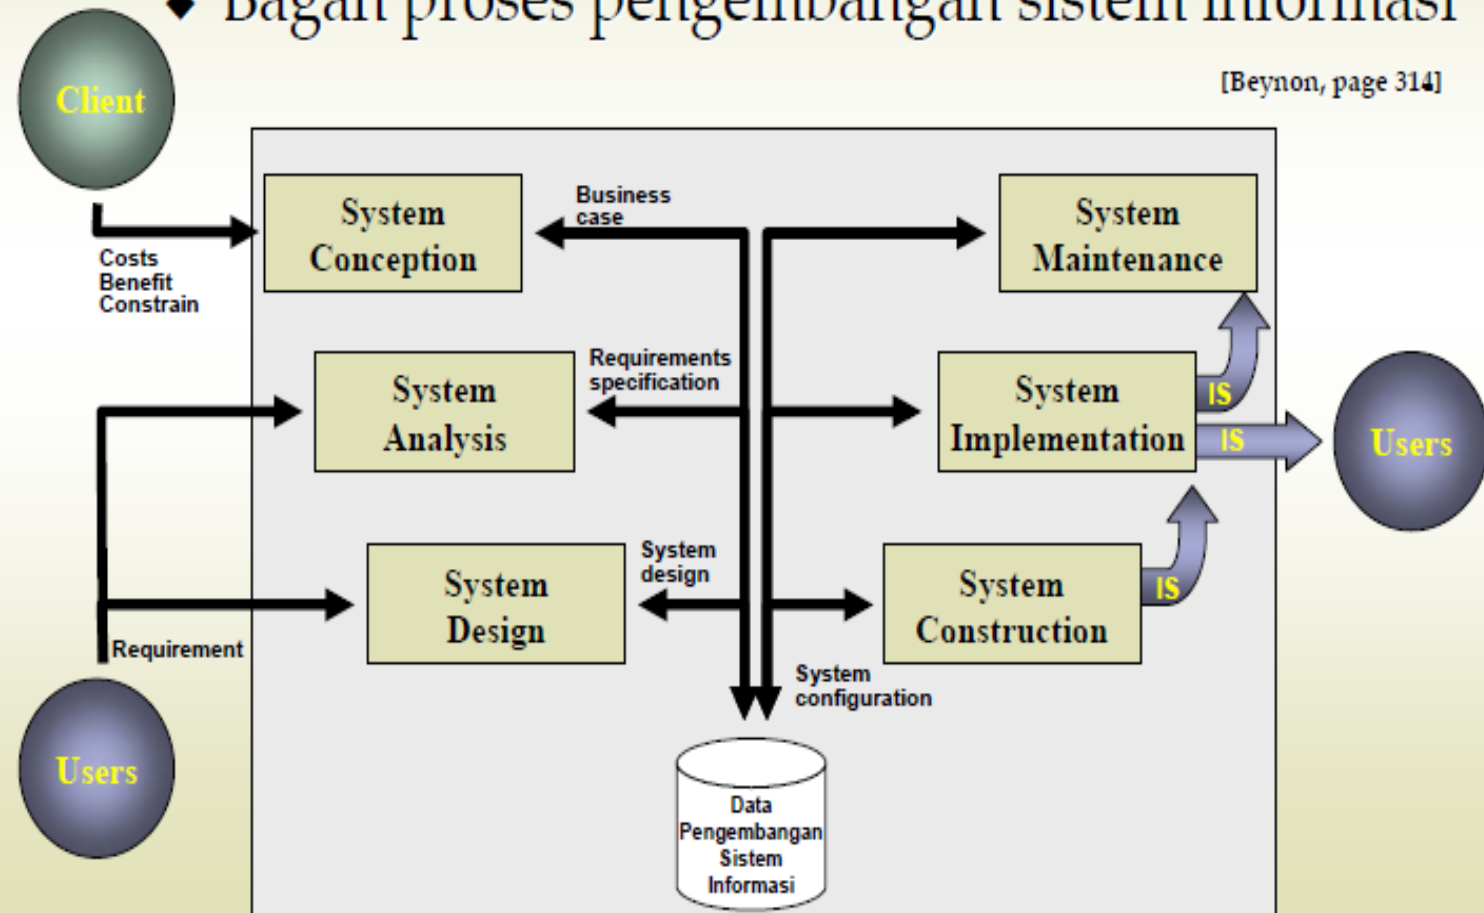 ◆ Bagan proses pengembangan sistem informasi
[Beynon, page 314]
Client
Costs
Benefit
Constrain
System
Conception
Business
case
System
Maintenance
System
Analysis
Requirements
specification
System
Implementation
IS
IS
Users
System
Design
System
design
System
Construction
IS
Requirement
System
configuration
Users
Data
Pengembangan
Sistem
Informasi